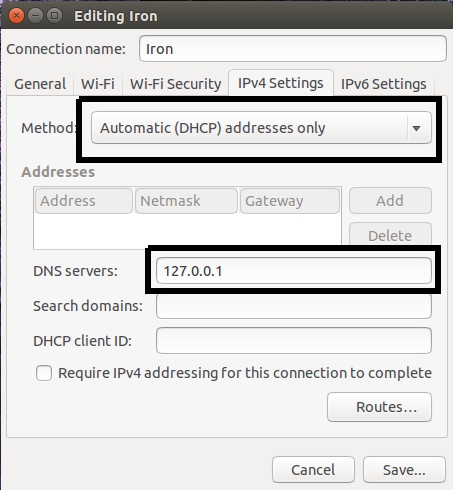 Editing Iron
Connection name: Iron
General Wi-Fi Wi-Fi Security IPv4 Settings IPv6 Settings
Method: Automatic (DHCP) addresses only
Addresses
Address Netmask Gateway Add
Delete
DNS servers: 127.0.0.1
Search domains:
DHCP client ID:
Require IPv4 addressing for this connection to complete
Routes…
Cancel Save...